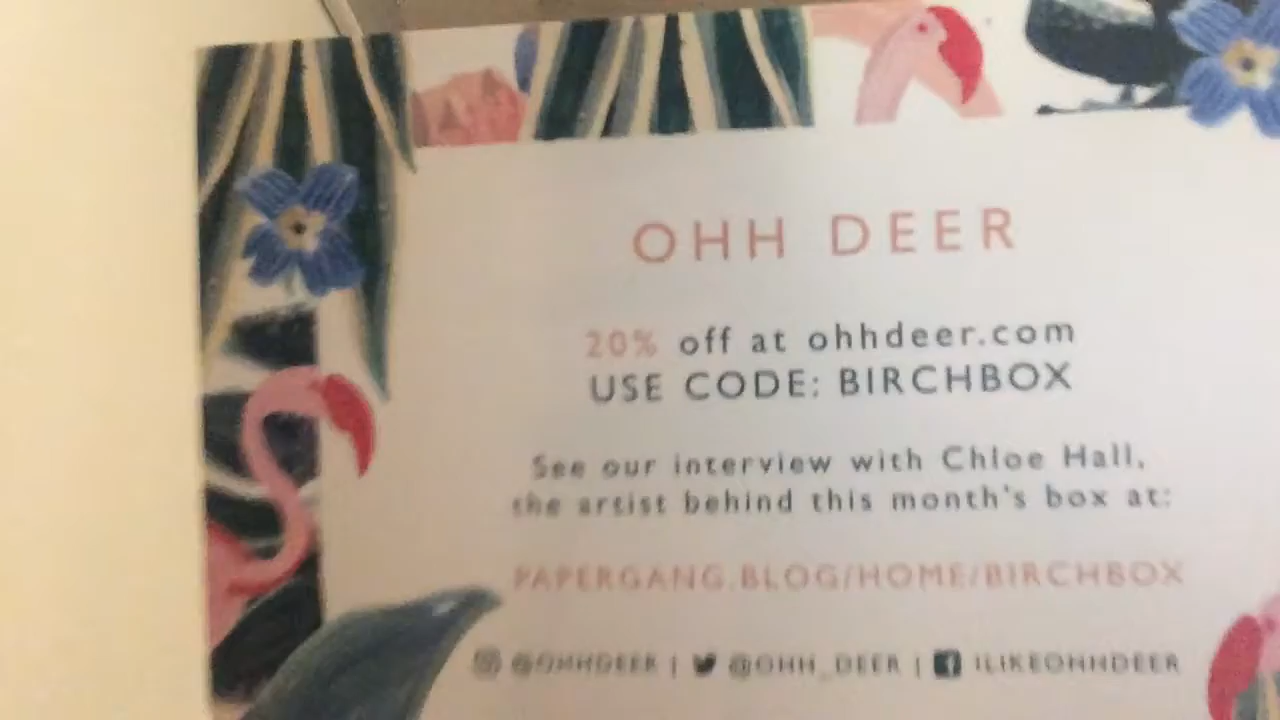 OHH DEER
20% off at ohhdeer.com
USE CODE: BIRCHBOX
See our interview with Chloe Hall,
the artist behind this month's box at:
PAPERGANG.BLOG/HOME/BIRCHBOX
@OHHDEER | @OHH_DEER | ILIKEOHHDEER